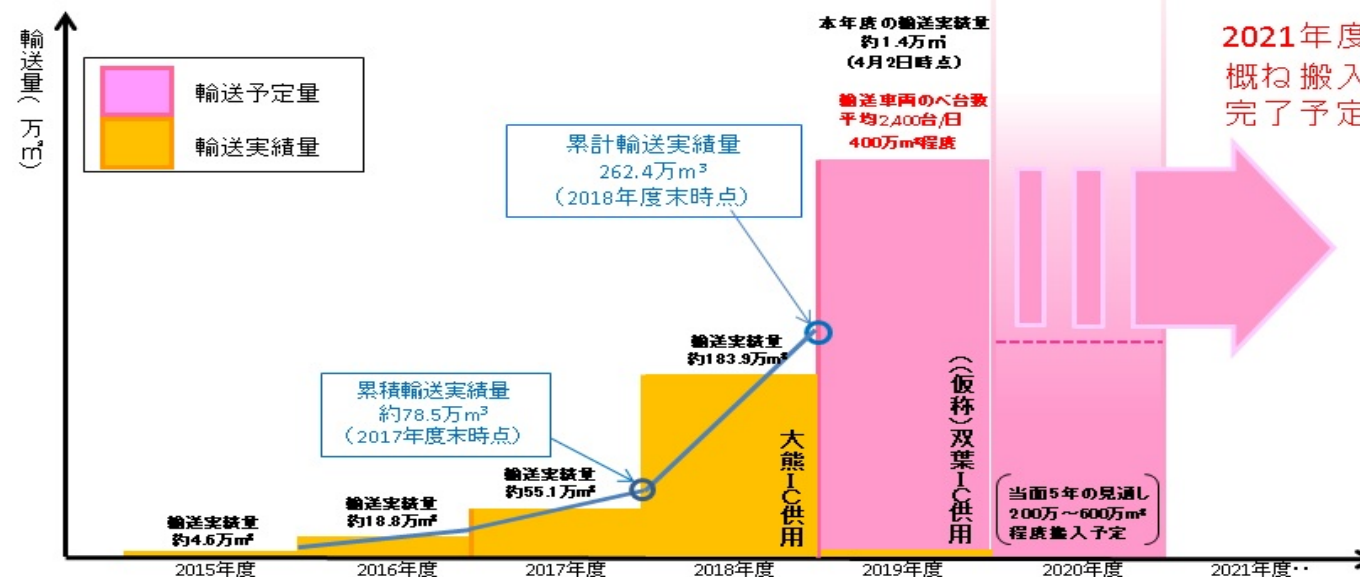 輸送量(万㎥)
輸送予定量
輸送実績量
本年度の輸送実績量
約1.4万㎥
(4月2日時点)
輸送車両のべ台数
平均2,400台/日
400万m³程度
2021年度
概ね搬入
完了予定
累計輸送実績量
262.4万m³
(2018年度末時点)
累積輸送実績量
約78.5万m³
(2017年度末時点)
輸送実績量
約4.6万m³
輸送実績量
約18.8万m³
輸送実績量
約55.1万m³
輸送実績量
約183.9万m³
大熊IC供用
((仮称)双葉IC供用
当面5年の見通し
200万~600万m³
程度搬入予定
2015年度
2016年度
2017年度
2018年度
2019年度
2020年度
2021年度‥